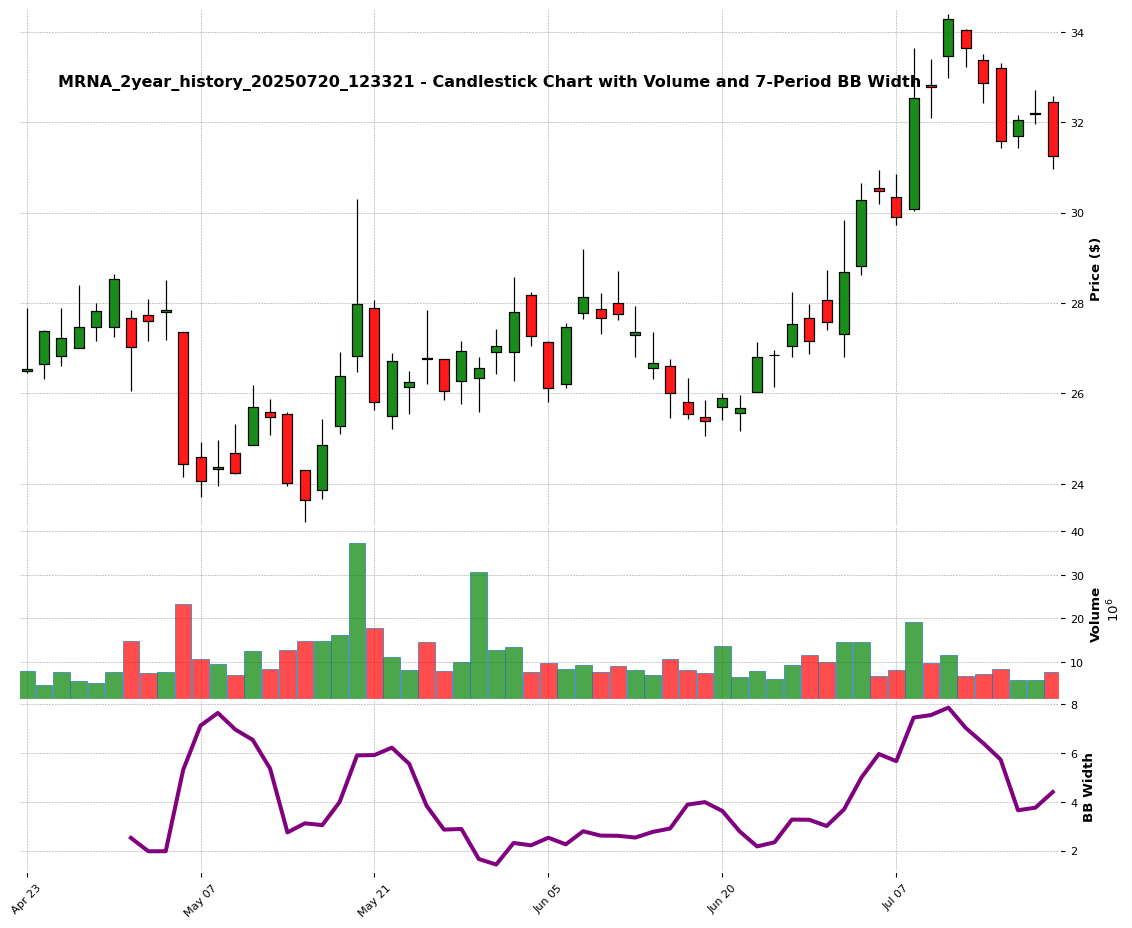 MRNA_2year_history_20250720_123321 - Candlestick Chart with Volume and 7-Period BB Width
34
32
30
28
26
24
Price ($)
40
30
20
10
Volume
10^6
8
6
4
2
BB Width
Apr 23
May 07
May 21
Jun 05
Jun 20
Jul 07